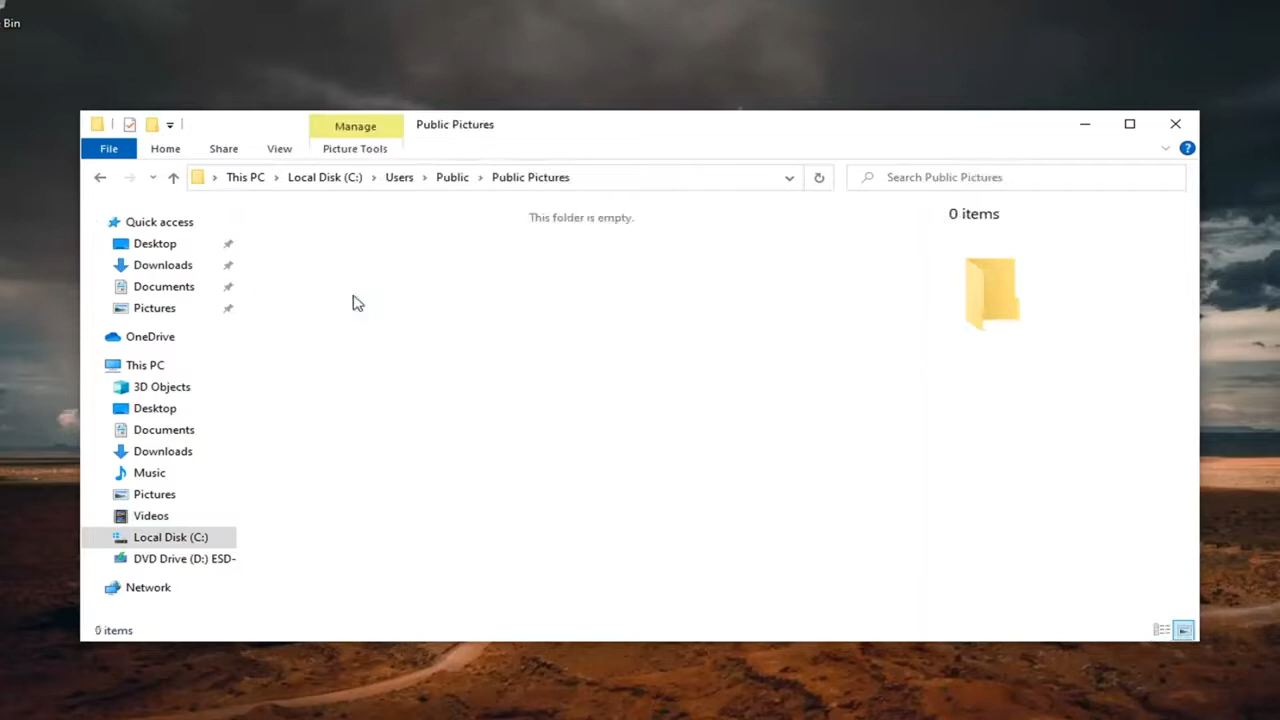 Bin
Manage
Public Pictures
File
Home
Share
View
Picture Tools
This PC
Local Disk (C:)
Users
Public
Public Pictures
Search Public Pictures
Quick access
Desktop
Downloads
Documents
Pictures
OneDrive
This PC
3D Objects
Desktop
Documents
Downloads
Music
Pictures
Videos
Local Disk (C:)
DVD Drive (D:) ESD-
Network
This folder is empty.
0 items
0 items